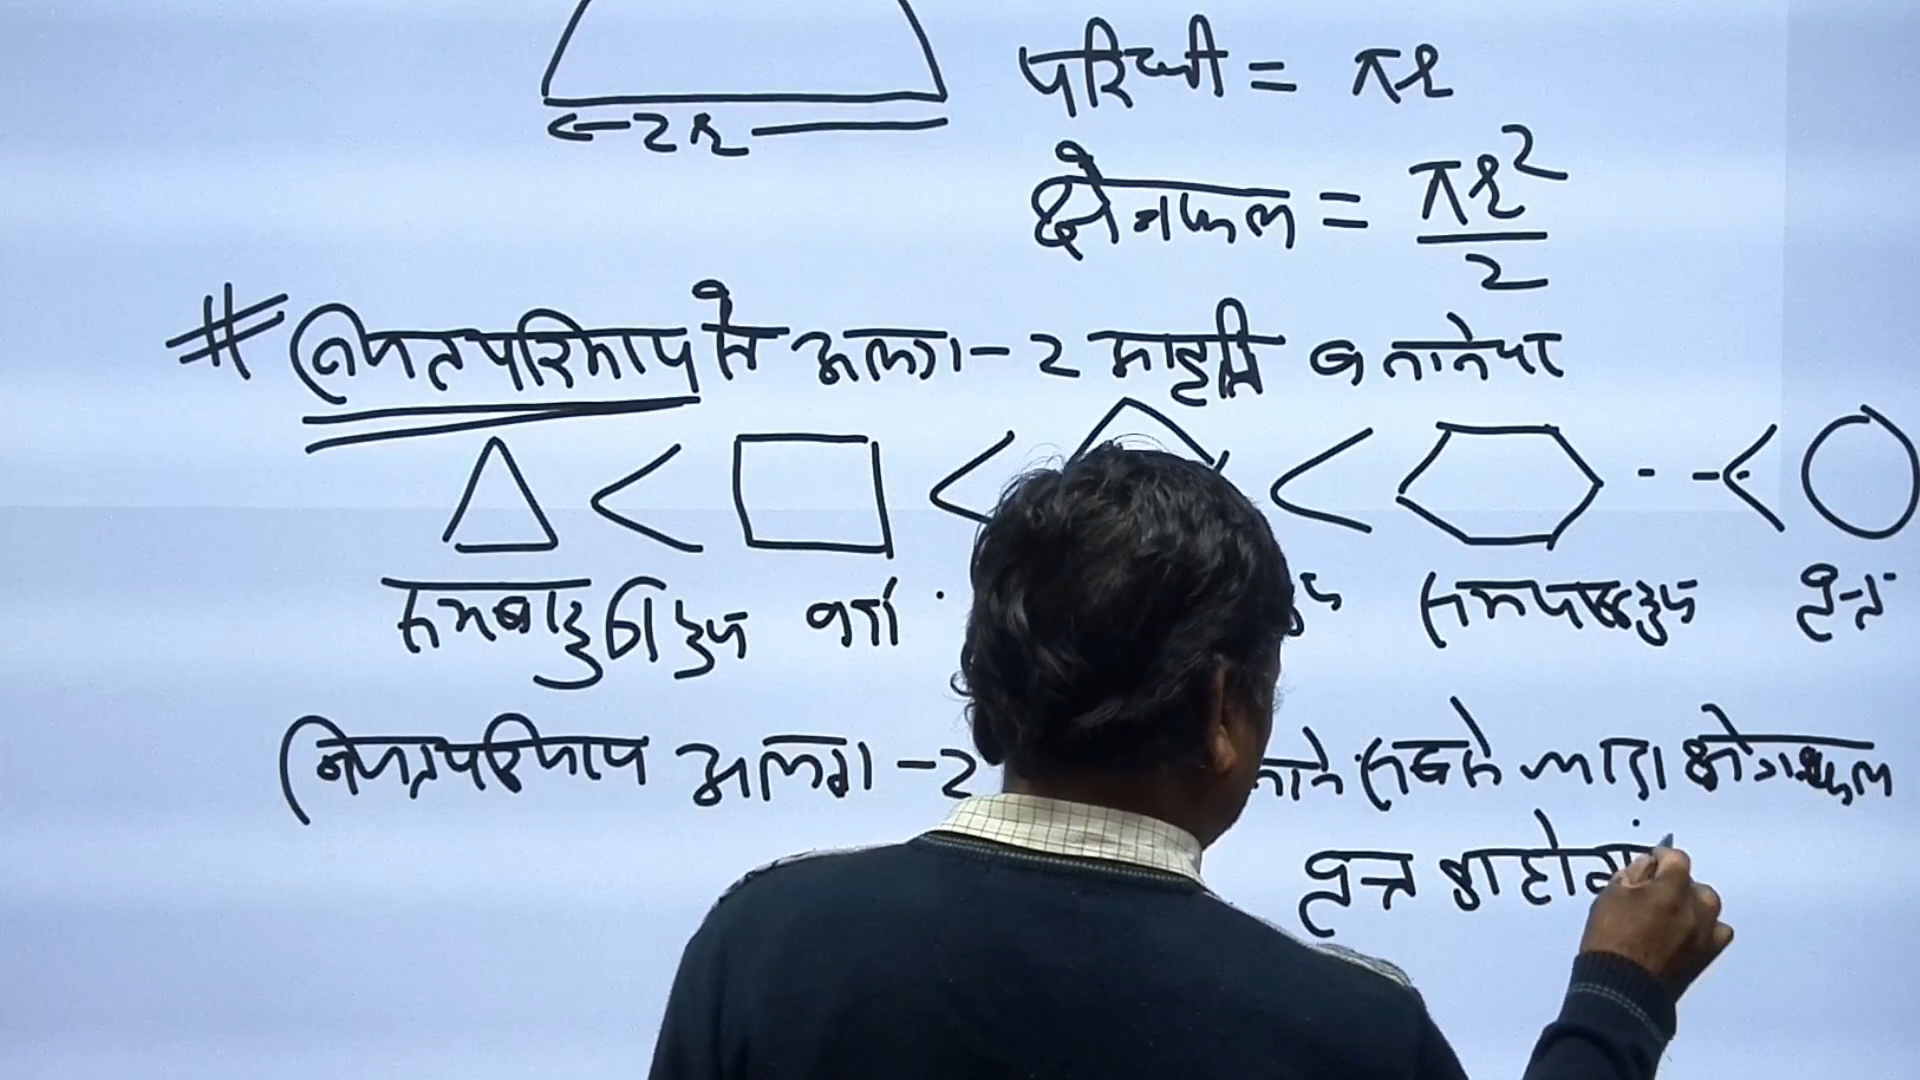 2r
परिधी = πr
क्षेत्रफल = πr²/2
# नियत परिमाप से अलग-2 आकृति बनाने पर
< < < - - <
समबाहु त्रिभुज वर्ग समषट्भुज वृत्त
नियत परिमाप अलग-2 सबसे ज्यादा क्षेत्रफल
वृत्त का होगा